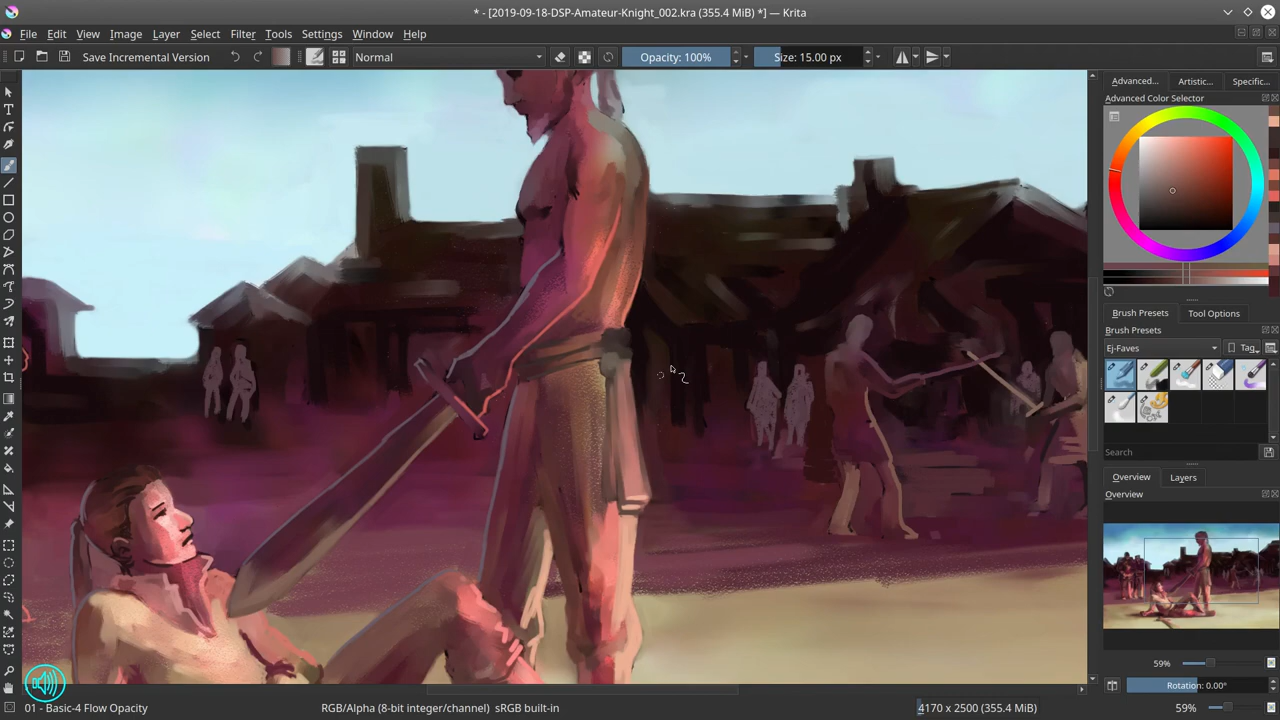 * - [2019-09-18-DSP-Amateur-Knight_002.kra (355.4 MiB) *] — Krita
File Edit View Image Layer Select Filter Tools Settings Window Help
Save Incremental Version Normal Opacity: 100% Size: 15.00 px
Advanced... Artistic... Specific...
Advanced Color Selector
Brush Presets Tool Options
Brush Presets
Ej-Faves Tag
Search
Overview Layers
Overview
59%
Rotation: 0.00°
01 - Basic-4 Flow Opacity RGB/Alpha (8-bit integer/channel) sRGB built-in 4170 x 2500 (355.4 MiB) 59%